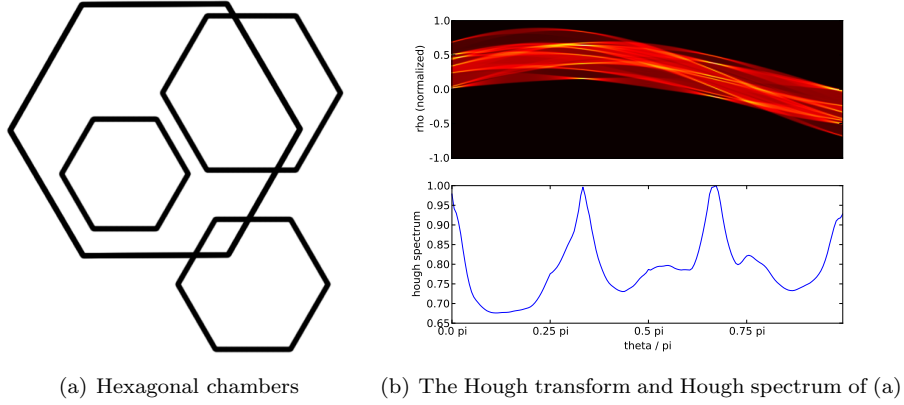 1.0
0.5
0.0
-0.5
-1.0
rho (normalized)
1.00
0.95
0.90
0.85
0.80
0.75
0.70
0.65
hough spectrum
0.0 pi 0.25 pi 0.5 pi 0.75 pi
theta / pi
(a) Hexagonal chambers
(b) The Hough transform and Hough spectrum of (a)